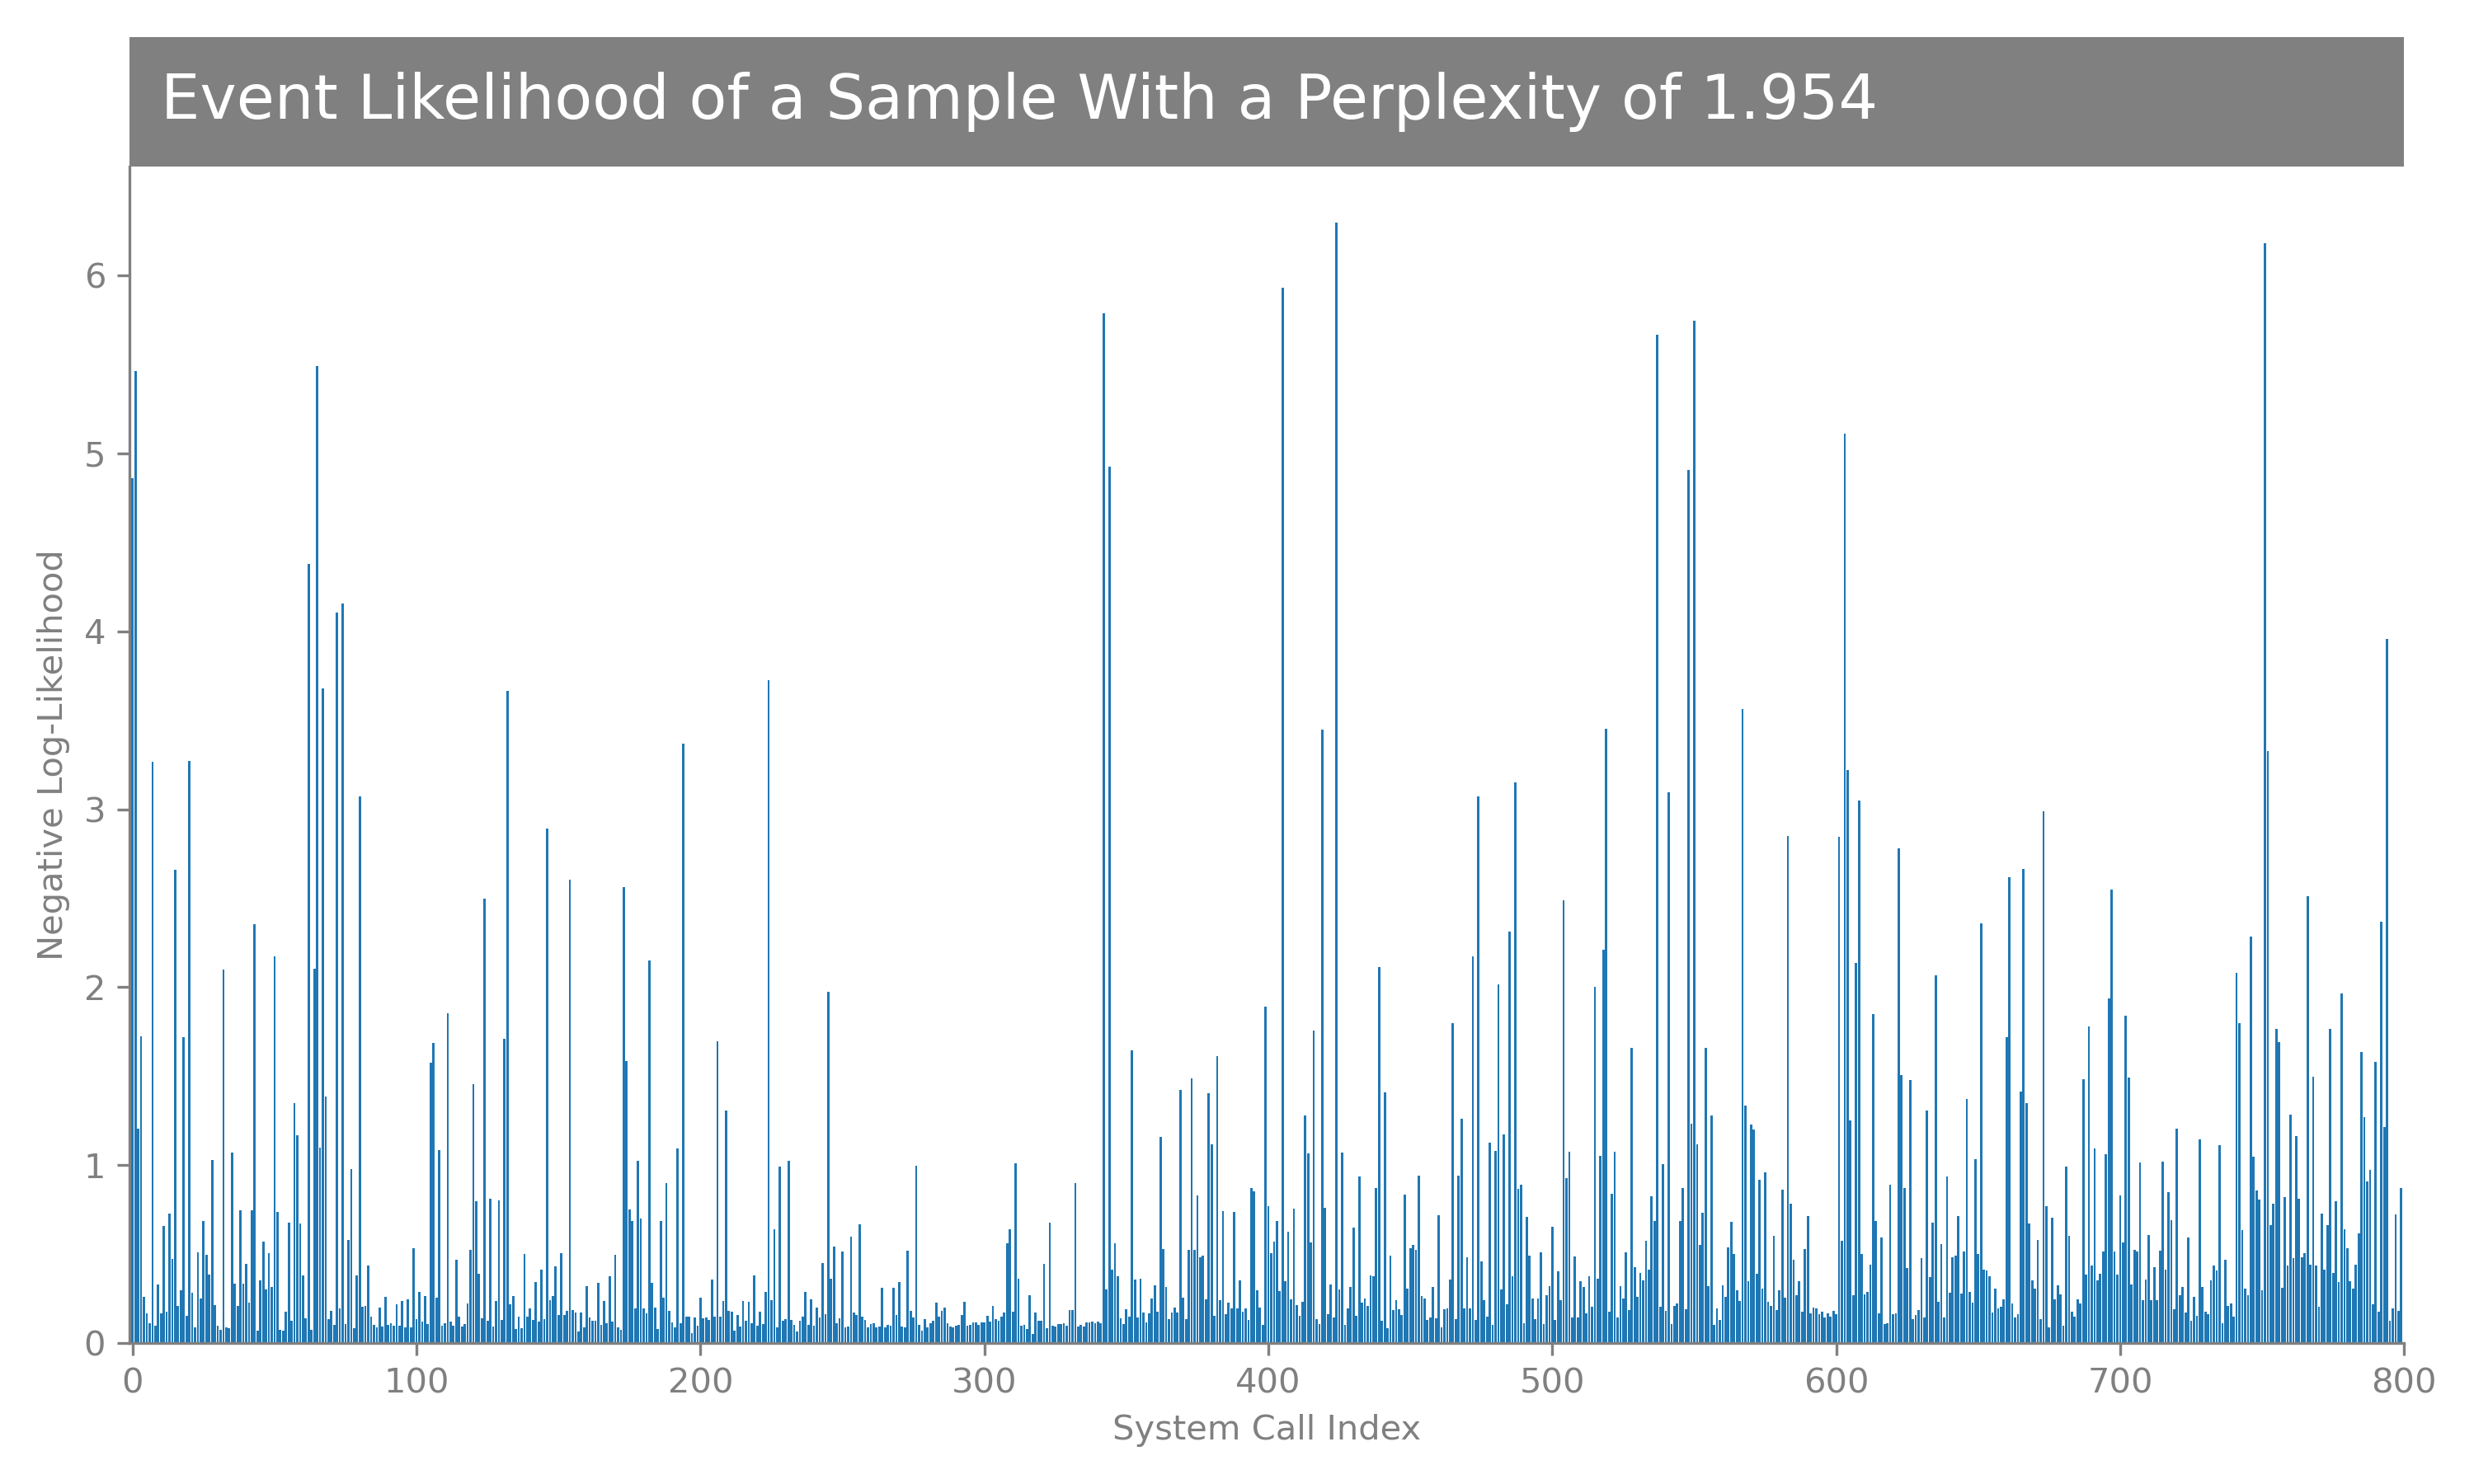 Event Likelihood of a Sample With a Perplexity of 1.954
6
5
4
3
2
1
0
Negative Log-Likelihood
0 100 200 300 400 500 600 700 800
System Call Index